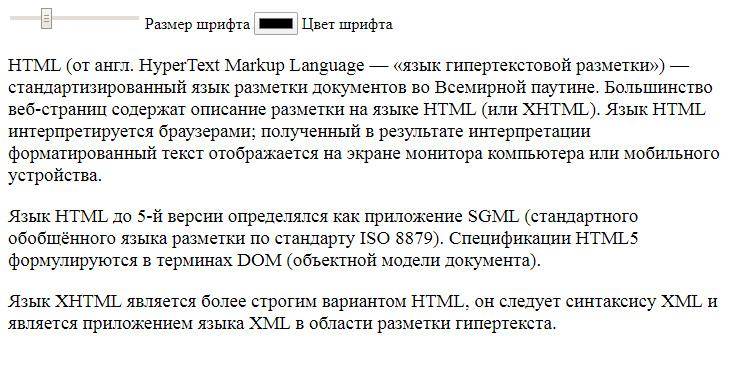 Размер шрифта Цвет шрифта
HTML (от англ. HyperText Markup Language — «язык гипертекстовой разметки») —
стандартизированный язык разметки документов во Всемирной паутине. Большинство
веб-страниц содержат описание разметки на языке HTML (или XHTML). Язык HTML
интерпретируется браузерами; полученный в результате интерпретации
форматированный текст отображается на экране монитора компьютера или мобильного
устройства.
Язык HTML до 5-й версии определялся как приложение SGML (стандартного
обобщённого языка разметки по стандарту ISO 8879). Спецификации HTML5
формулируются в терминах DOM (объектной модели документа).
Язык XHTML является более строгим вариантом HTML, он следует синтаксису XML и
является приложением языка XML в области разметки гипертекста.